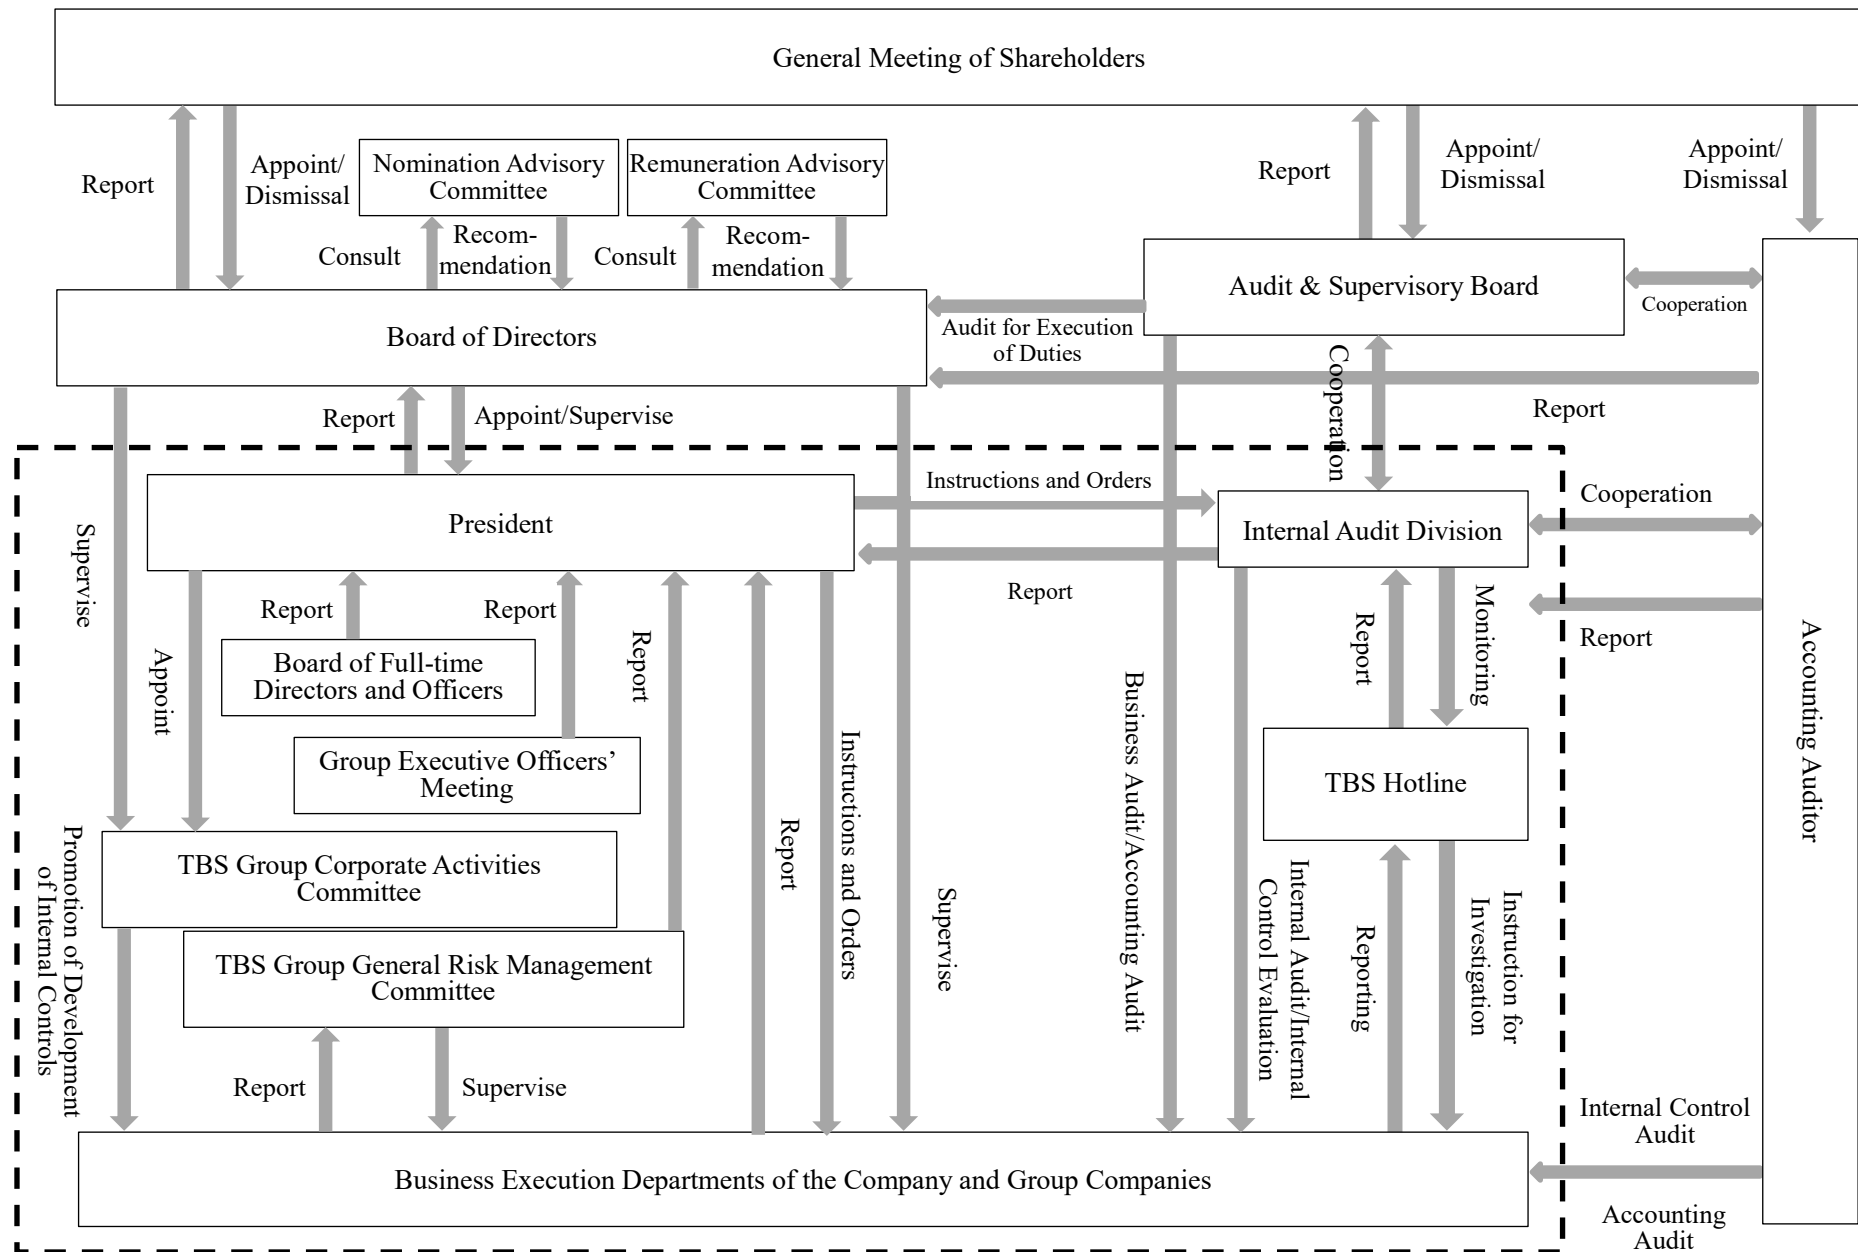 General Meeting of Shareholders
Report
Appoint/
Dismissal
Nomination Advisory
Committee
Remuneration Advisory
Committee
Report
Appoint/
Dismissal
Appoint/
Dismissal
Consult
Recom-
mendation
Consult
Recom-
mendation
Board of Directors
Audit & Supervisory Board
Cooperation
Audit for Execution
of Duties
Report
Appoint/Supervise
Cooperation
Report
President
Instructions and Orders
Internal Audit Division
Cooperation
Report
Report
Supervise
Appoint
Report
Report
Report
Board of Full-time
Directors and Officers
Group Executive Officers’
Meeting
Report
Monitoring
TBS Hotline
Accounting Auditor
TBS Group Corporate Activities
Committee
TBS Group General Risk Management
Committee
Promotion of Development
of Internal Controls
Report
Instructions and Orders
Supervise
Business Audit/Accounting Audit
Internal Audit/Internal
Control Evaluation
Reporting
Instruction for
Investigation
Report
Supervise
Business Execution Departments of the Company and Group Companies
Internal Control
Audit
Accounting
Audit